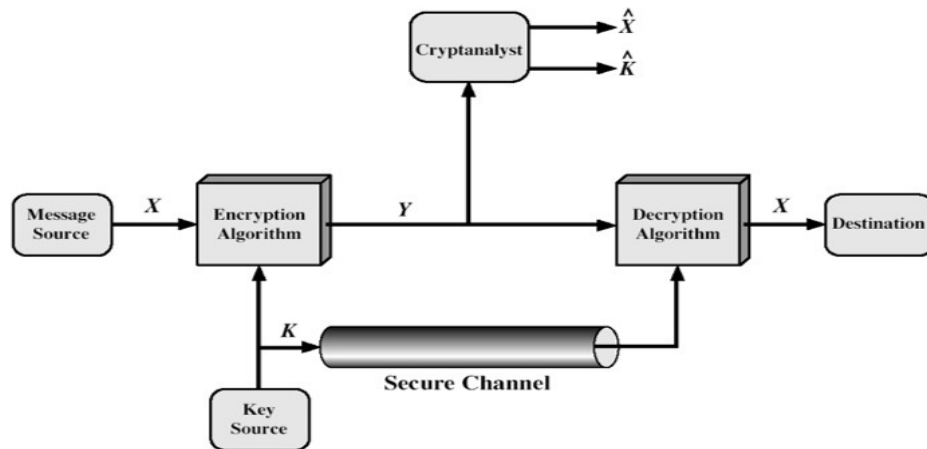 Cryptanalyst
X̂
K̂
Message
Source
X
Encryption
Algorithm
Y
Decryption
Algorithm
X
Destination
K
Secure Channel
Key
Source